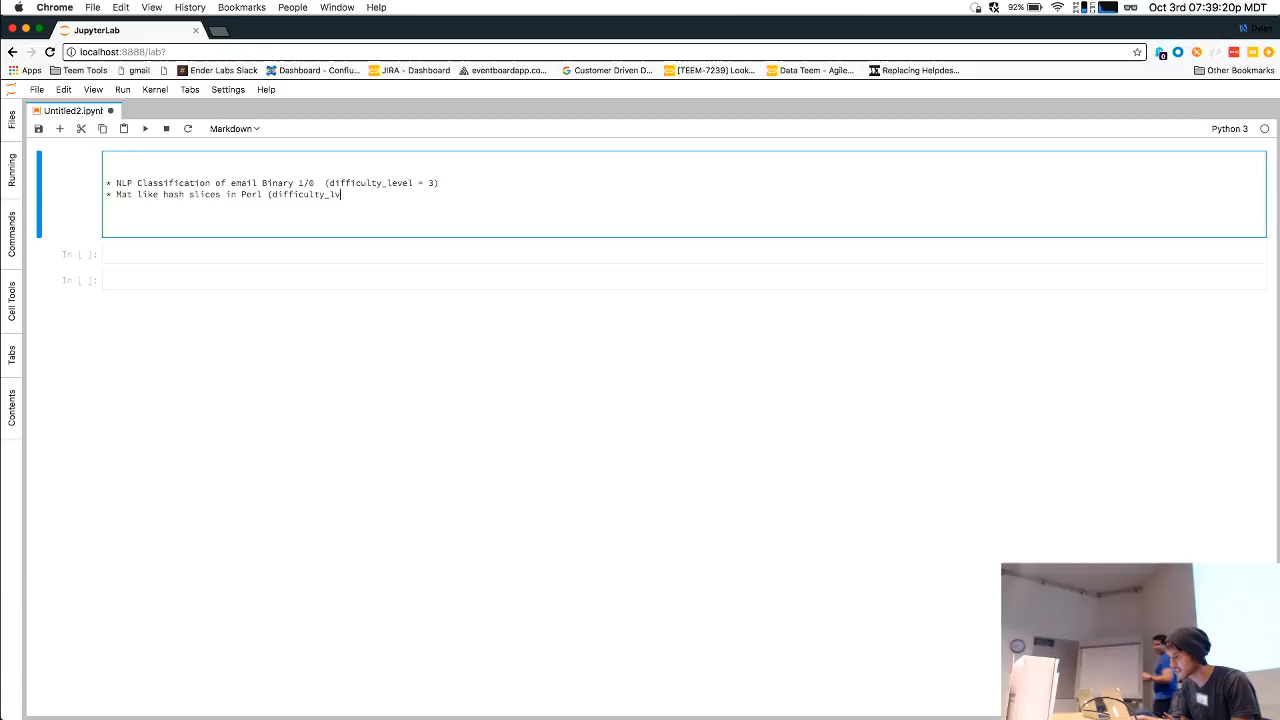 Chrome File Edit View History Bookmarks People Window Help 92% Oct 3rd 07:39:20p MDT
JupyterLab
localhost:8888/lab?
Apps Teem Tools gmail Ender Labs Slack Dashboard - Conflu... JIRA - Dashboard eventboardapp.co... Customer Driven D... [TEEM-7239] Look... Data Teem - Agile... Replacing Helpdes... Other Bookmarks
File Edit View Run Kernel Tabs Settings Help
Untitled2.ipynb
Markdown Python 3
Files
Running
Commands
Cell Tools
Tabs
Contents
* NLP Classification of email Binary 1/0 (difficulty_level = 3)
* Mat like hash slices in Perl (difficulty_lv
In [ ]:
In [ ]: